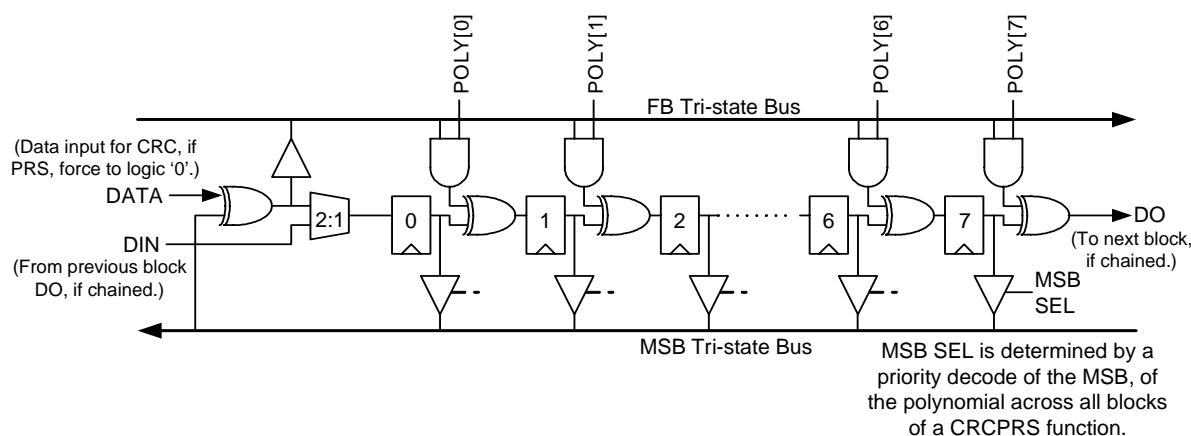 POLY[0]
POLY[1]
POLY[6]
POLY[7]
FB Tri-state Bus
(Data input for CRC, if
PRS, force to logic ‘0’.)
DATA
2:1
0
1
2
6
7
DO
(To next block,
if chained.)
DIN
(From previous block
DO, if chained.)
MSB
SEL
MSB Tri-state Bus
MSB SEL is determined by a
priority decode of the MSB, of
the polynomial across all blocks
of a CRCPRS function.